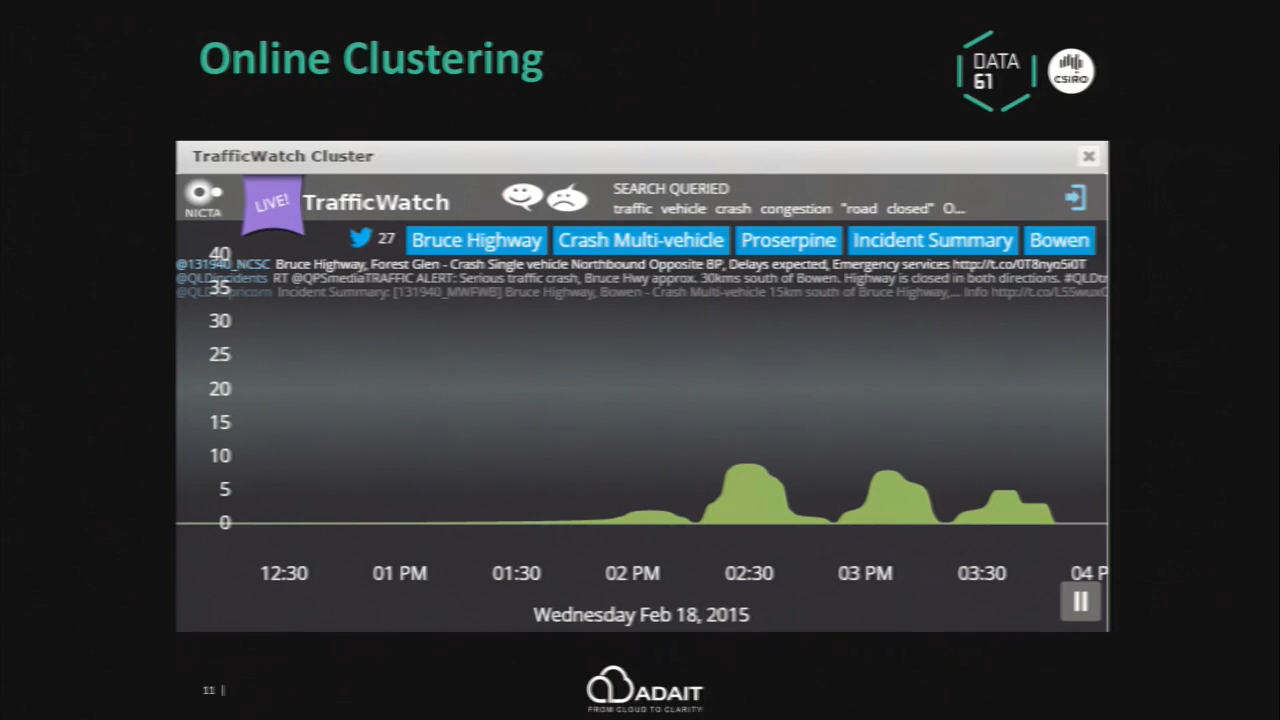 Online Clustering
DATA
61
CSIRO
TrafficWatch Cluster
NICTA
LIVE!
TrafficWatch
SEARCH QUERIED
traffic vehicle crash congestion "road closed" O...
27
Bruce Highway
Crash Multi-vehicle
Proserpine
Incident Summary
Bowen
@131940_NCSC Bruce Highway, Forest Glen - Crash Single vehicle Northbound Opposite BP, Delays expected, Emergency services http://t.co/0T8nyo5i0T
RT @QPSmediaTRAFFIC ALERT: Serious traffic crash, Bruce Hwy approx. 30kms south of Bowen. Highway is closed in both directions.
Incident Summary: [131940_MWFWB] Bruce Highway, Bowen - Crash Multi-vehicle 15km south of Bruce Highway,... Info
40
35
30
25
20
15
10
5
0
12:30 01 PM 01:30 02 PM 02:30 03 PM 03:30 04 P
Wednesday Feb 18, 2015
11 |
ADAIT
FROM CLOUD TO CLARITY